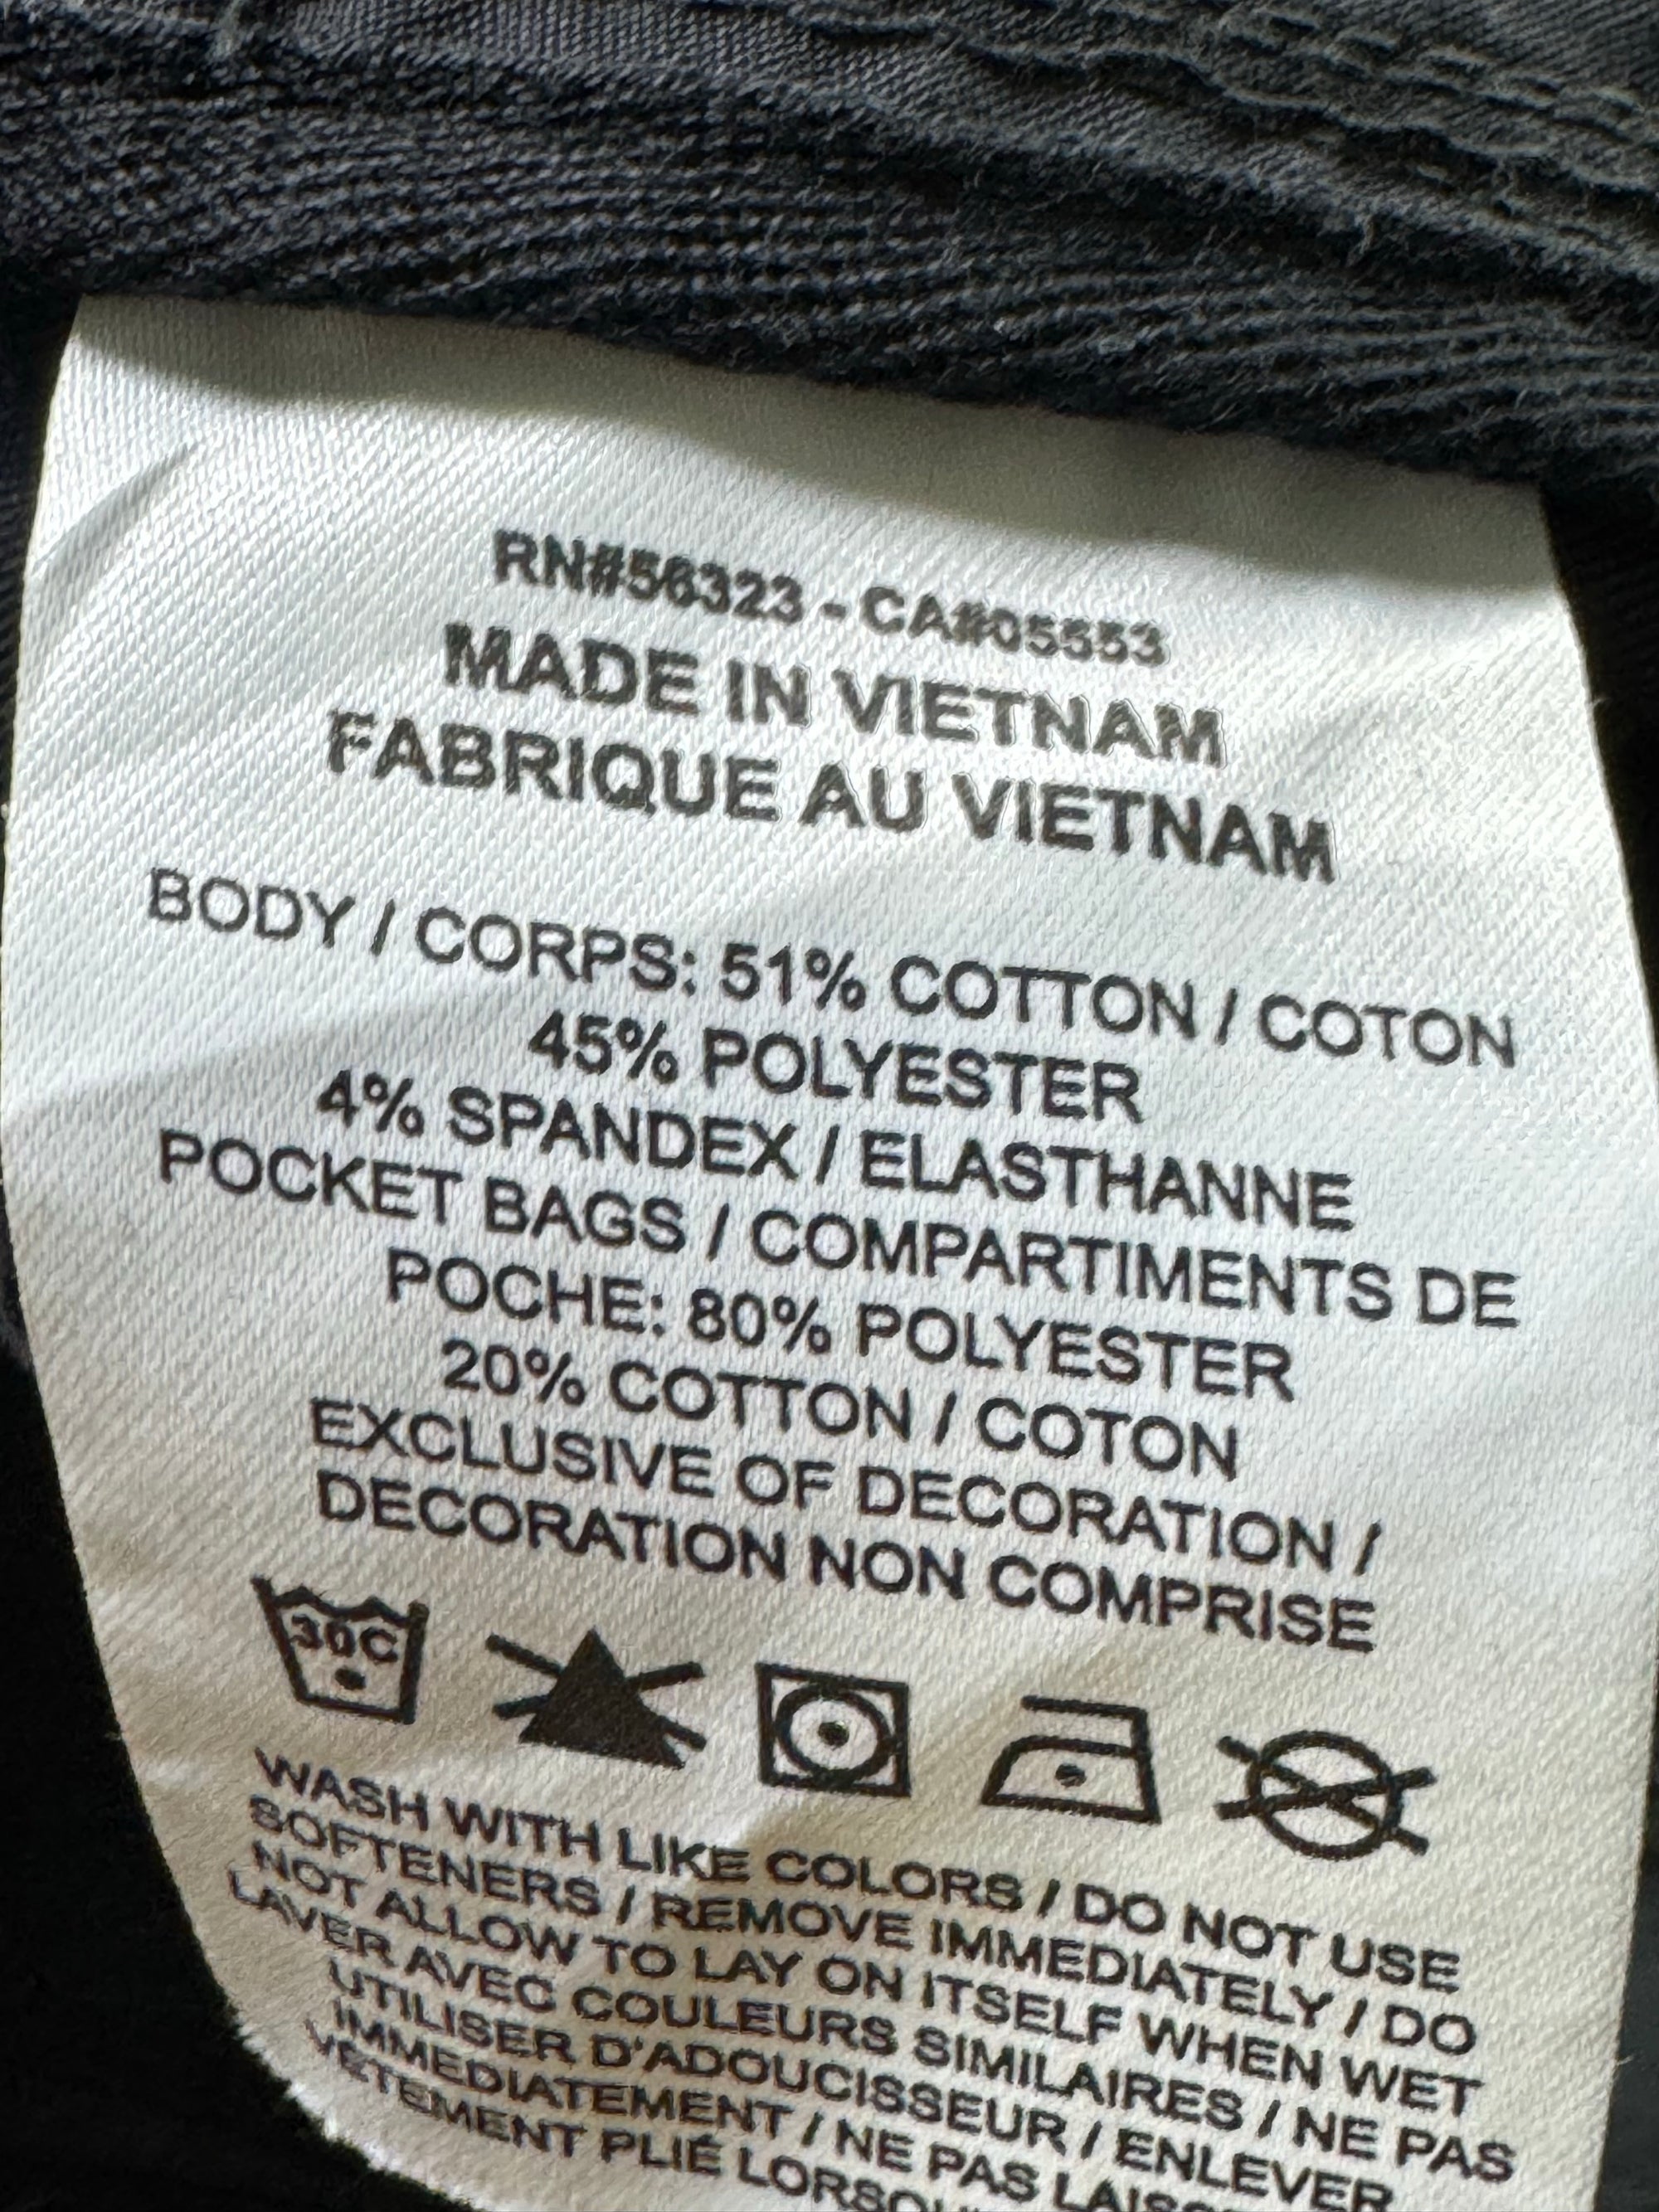 RN#56323 - CA#05553
MADE IN VIETNAM
FABRIQUE AU VIETNAM
BODY / CORPS: 51% COTTON / COTON
45% POLYESTER
4% SPANDEX / ELASTHANNE
POCKET BAGS / COMPARTIMENTS DE
POCHE: 80% POLYESTER
20% COTTON / COTON
EXCLUSIVE OF DECORATION /
DECORATION NON COMPRISE
30C
WASH WITH LIKE COLORS / DO NOT USE
SOFTENERS / REMOVE IMMEDIATELY / DO
NOT ALLOW TO LAY ON ITSELF WHEN WET
LAVER AVEC COULEURS SIMILAIRES / NE PAS
UTILISER D'ADOUCISSEUR / ENLEVER
IMMEDIATEMENT / NE PAS
VETEMENT PLIÉ